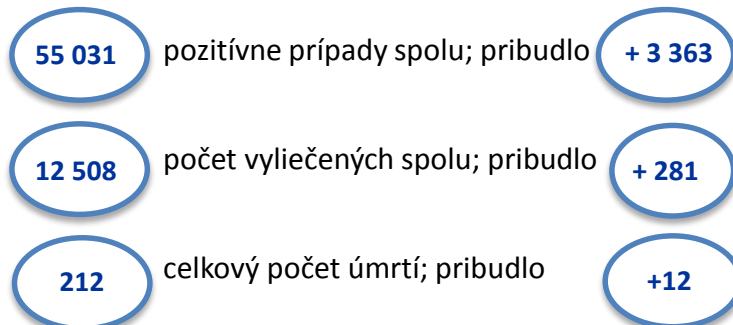 55 031 pozitívne prípady spolu; pribudlo + 3 363
12 508 počet vyliečených spolu; pribudlo + 281
212 celkový počet úmrtí; pribudlo +12